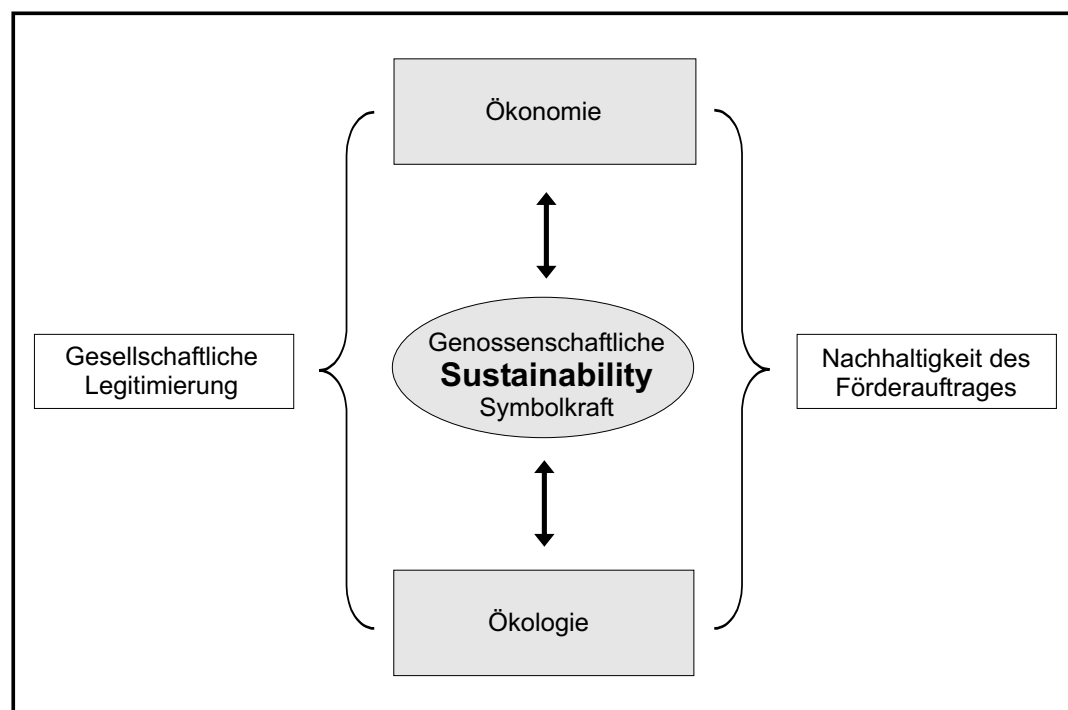 Ökonomie
Genossenschaftliche
Sustainability
Symbolkraft
Gesellschaftliche
Legitimierung
Nachhaltigkeit des
Förderauftrages
Ökologie